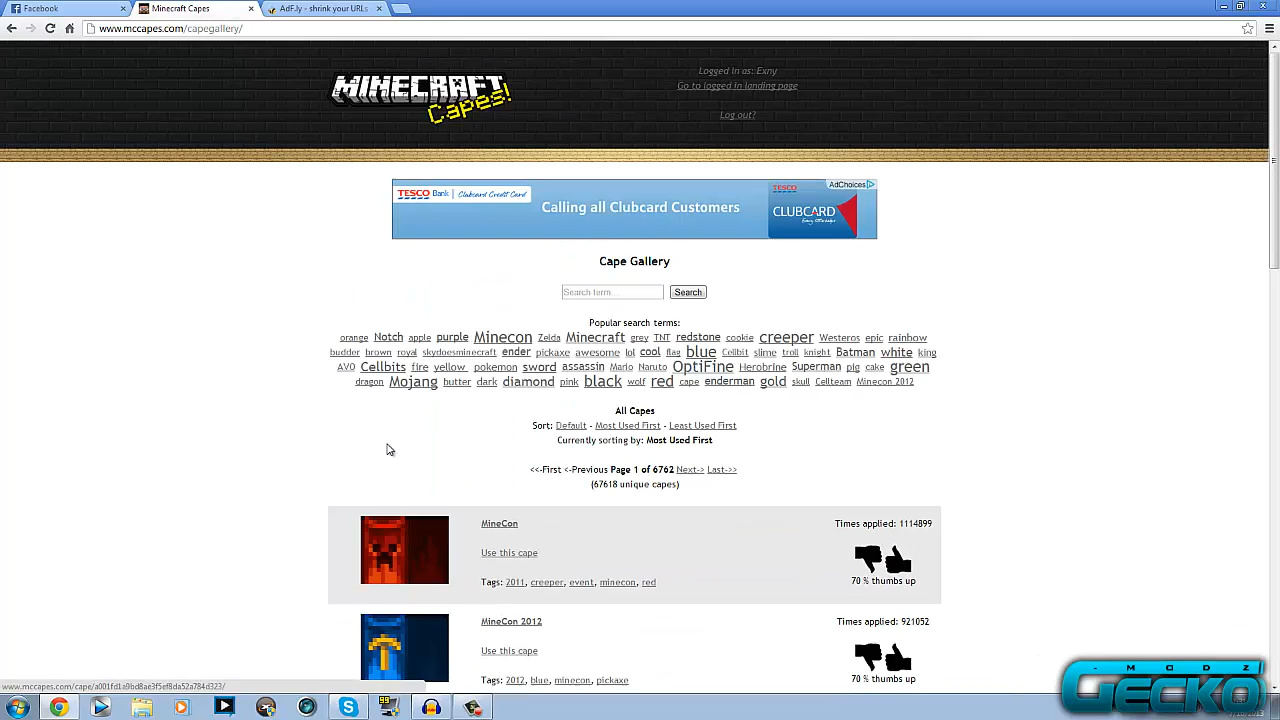 Facebook
Minecraft Capes
AdF.ly - shrink your URLs
www.mccapes.com/capegallery/
MINECRAFT
Capes!
Logged in as: Exny
Go to logged in landing page
Log out?
TESCO Bank Clubcard Credit Card
Calling all Clubcard Customers
TESCO
CLUBCARD
AdChoices
Cape Gallery
Search term... Search
Popular search terms:
orange Notch apple purple Minecon Zelda Minecraft grey TNT redstone cookie creeper Westeros epic rainbow
budder brown royal skydoesminecraft ender pickaxe awesome lol cool flag blue Cellbit slime troll knight Batman white king
AVO Cellbits fire yellow pokemon sword assassin Mario Naruto OptiFine Herobrine Superman pig cake green
dragon Mojang butter dark diamond pink black wolf red cape enderman gold skull Cellteam Minecon 2012
All Capes
Sort: Default - Most Used First - Least Used First
Currently sorting by: Most Used First
<<-First <-Previous Page 1 of 6762 Next-> Last->>
(67618 unique capes)
MineCon
Times applied: 1114899
Use this cape
70 % thumbs up
Tags: 2011, creeper, event, minecon, red
MineCon 2012
Times applied: 921052
Use this cape
70 % thumbs up
Tags: 2012, blue, minecon, pickaxe
www.mccapes.com/cape/a001fd1a9bd8ae3f5ef8da52a784d323/
99
- M O D Z
GECKO